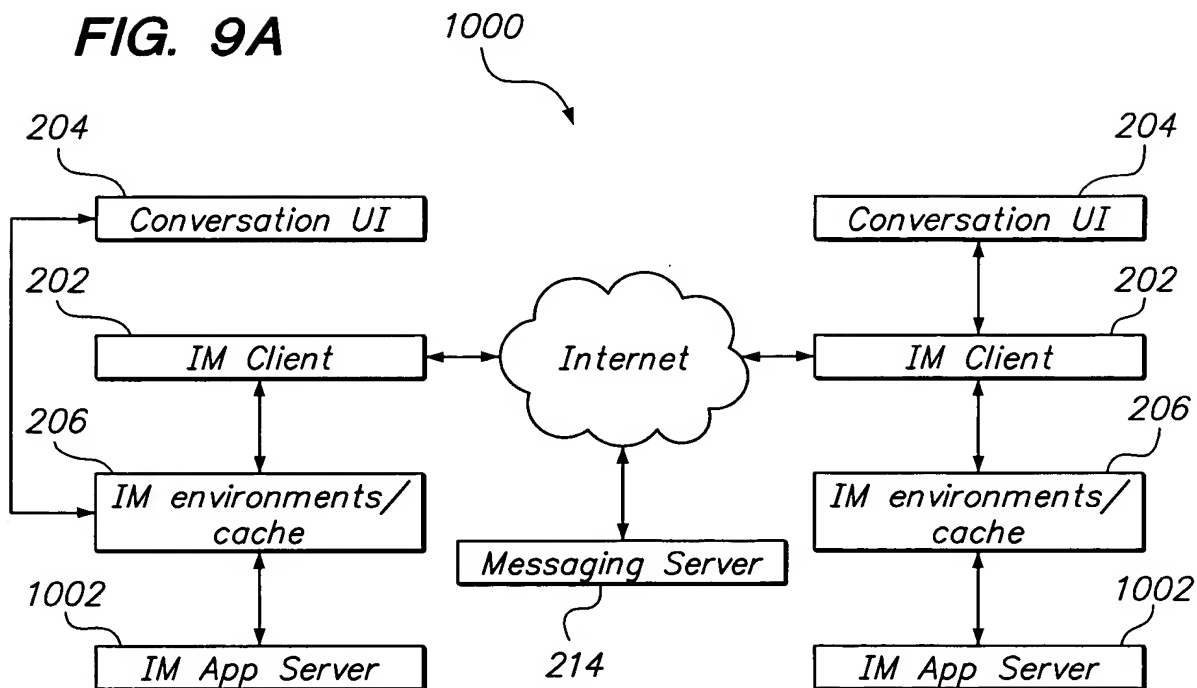 FIG. 9A
1000
204
204
Conversation UI
Conversation UI
202
202
IM Client
Internet
IM Client
206
206
IM environments/
cache
IM environments/
cache
Messaging Server
1002
1002
214
IM App Server
IM App Server